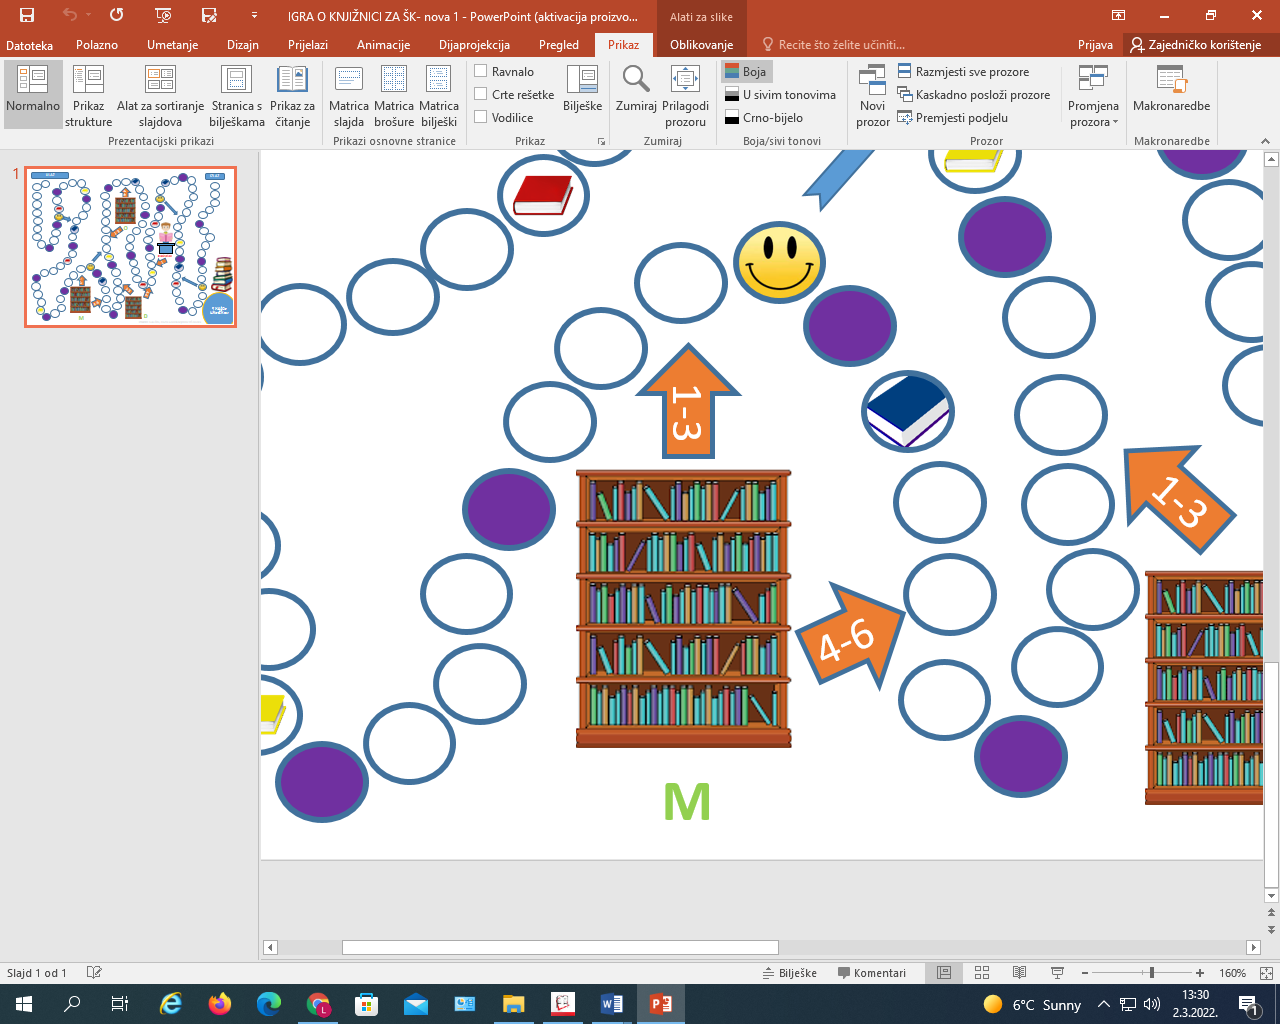 IGRA O KNJIŽNICI ZA ŠK- nova 1 - PowerPoint (aktivacija proizvo...
Alati za slike
Datoteka
Polazno
Umetanje
Dizajn
Prijelazi
Animacije
Dijaprojekcija
Pregled
Prikaz
Oblikovanje
Recite što želite učiniti...
Prijava
Zajedničko korištenje
Normalno
Prikaz strukture
Alat za sortiranje slajdova
Stranica s bilješkama
Prikaz za čitanje
Prezentacijski prikazi
Matrica slajda
Matrica brošure
Matrica bilješki
Prikazi osnovne stranice
Ravnalo
Crte rešetke
Vodilice
Bilješke
Prikaz
Zumiraj
Prilagodi prozoru
Zumiraj
Boja
U sivim tonovima
Crno-bijelo
Boja/sivi tonovi
Novi prozor
Razmjesti sve prozore
Kaskadno posloži prozore
Premjesti podjelu
Promjena prozora
Prozor
Makronaredbe
Makronaredbe
1
1-3
1-3
4-6
M
Slajd 1 od 1
Bilješke
Komentari
160%
6°C Sunny
13:30
2.3.2022.
1